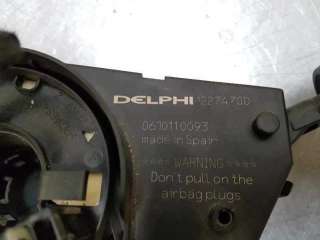 DELPHI 12274700
0610110093
made in Spain
**** WARNING ****
Don't pull on the
airbag plugs